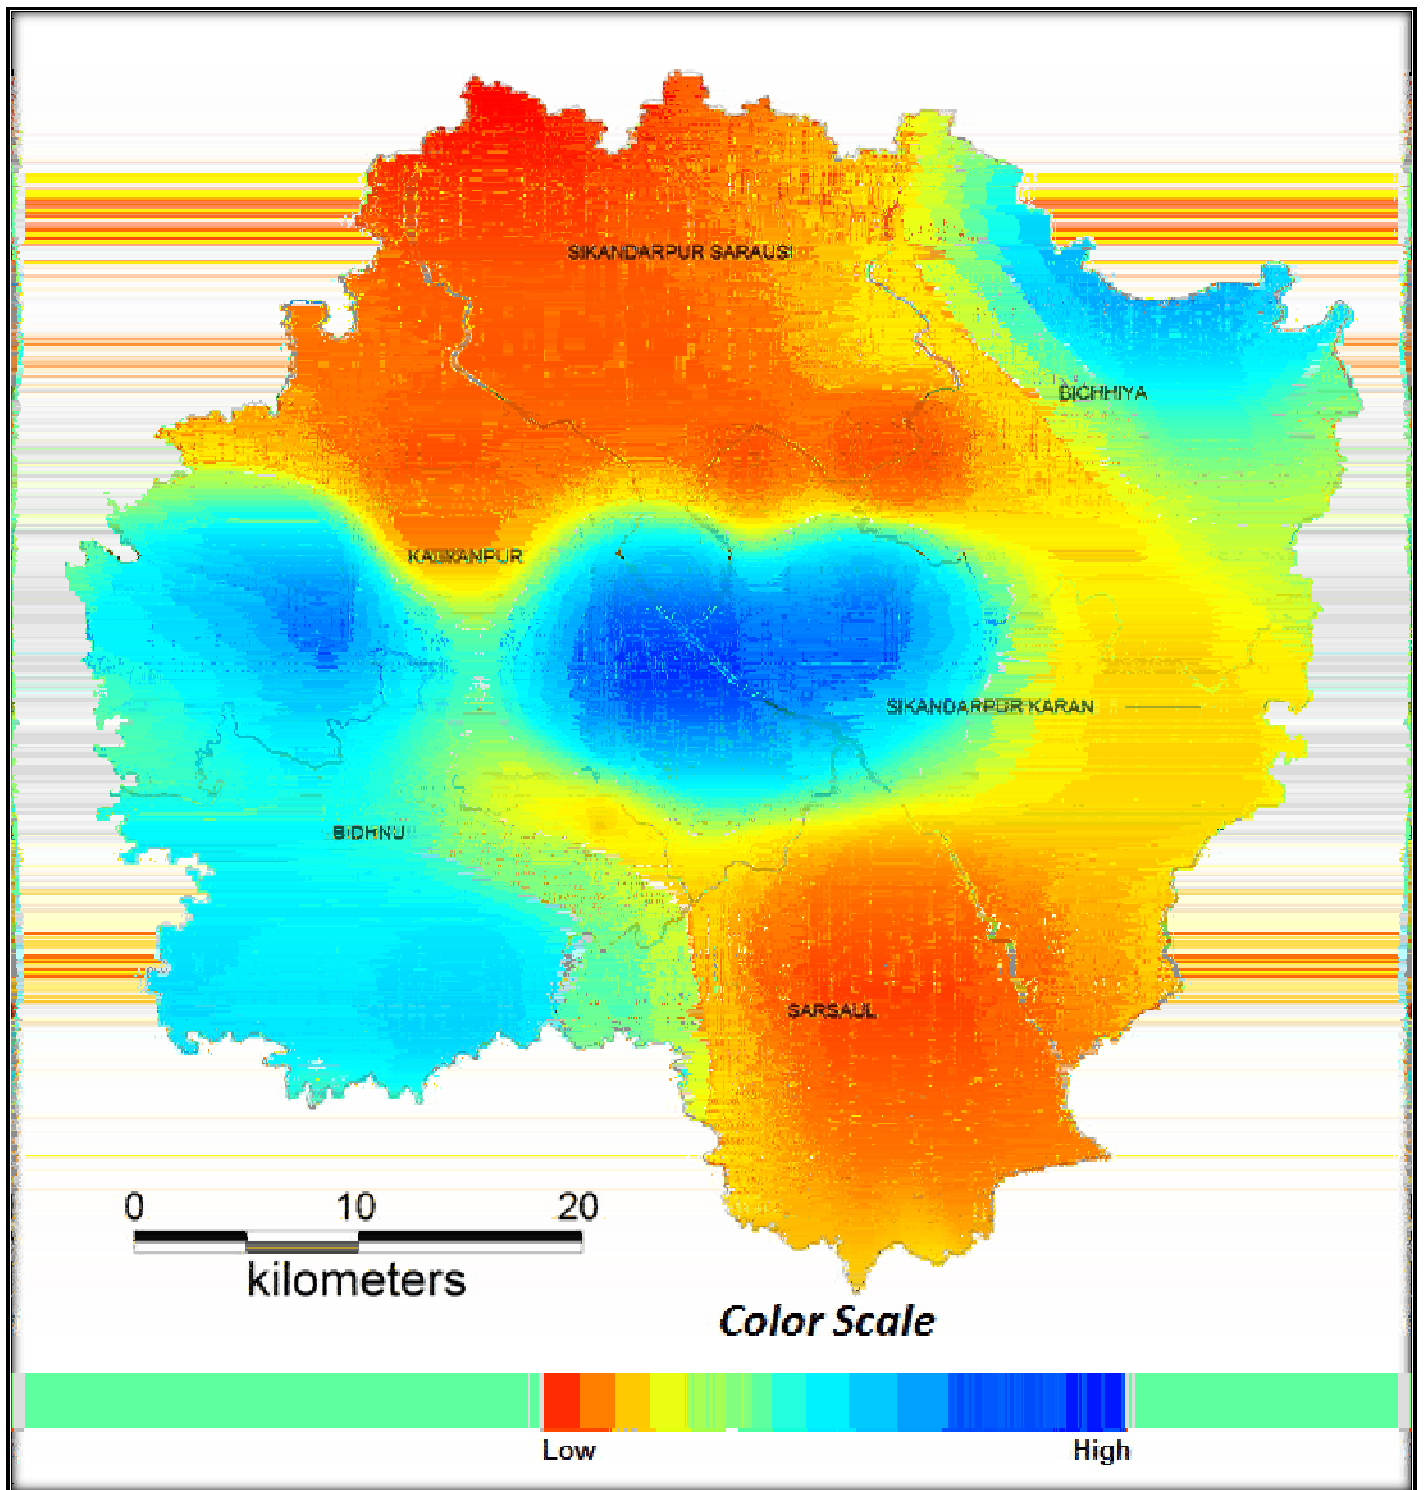 SIKANDARPUR SARAUSI
BICHHIYA
KALYANPUR
SIKANDARPUR KARAN
BIDHNU
SARSAUL
0 10 20
kilometers
Color Scale
Low High